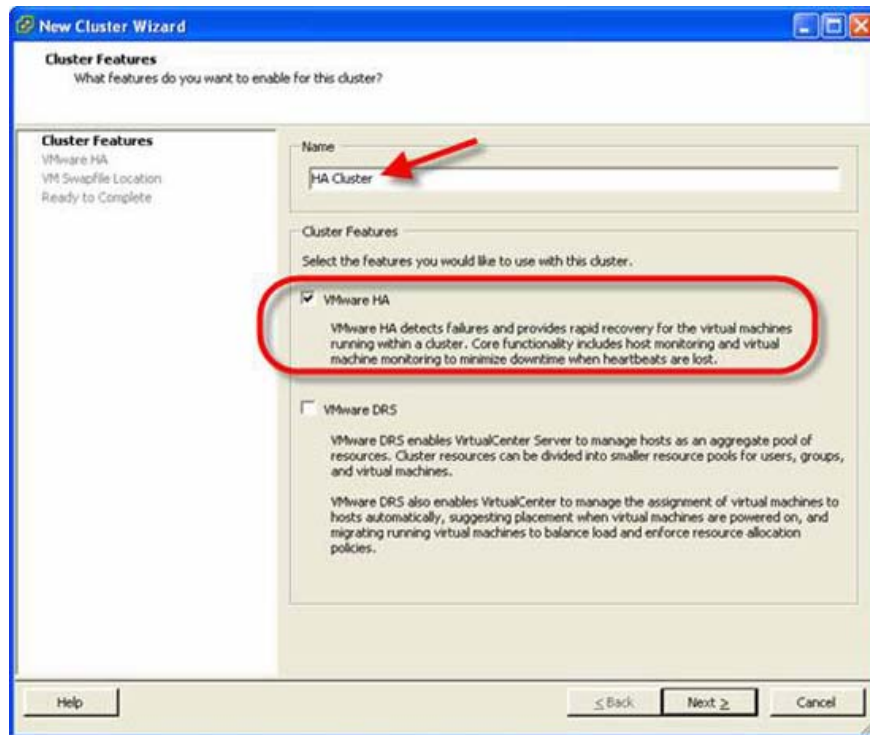 New Cluster Wizard
Cluster Features
What features do you want to enable for this cluster?
Cluster Features
VMware HA
VM Swapfile Location
Ready to Complete
Name
HA Cluster
Cluster Features
Select the features you would like to use with this cluster.
VMware HA
VMware HA detects failures and provides rapid recovery for the virtual machines
running within a cluster. Core functionality includes host monitoring and virtual
machine monitoring to minimize downtime when heartbeats are lost.
VMware DRS
VMware DRS enables VirtualCenter Server to manage hosts as an aggregate pool of
resources. Cluster resources can be divided into smaller resource pools for users, groups,
and virtual machines.
VMware DRS also enables VirtualCenter to manage the assignment of virtual machines to
hosts automatically, suggesting placement when virtual machines are powered on, and
migrating running virtual machines to balance load and enforce resource allocation
policies.
Help
≤ Back
Next ≥
Cancel